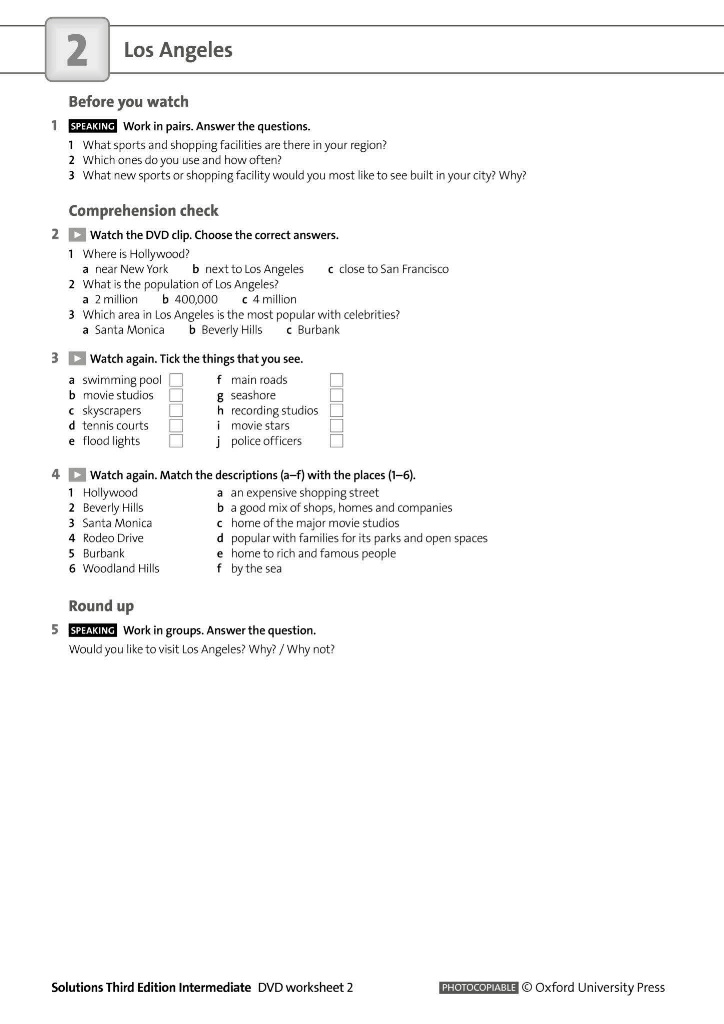 2 Los Angeles
Before you watch
1 SPEAKING Work in pairs. Answer the questions.
1 What sports and shopping facilities are there in your region?
2 Which ones do you use and how often?
3 What new sports or shopping facility would you most like to see built in your city? Why?
Comprehension check
2 Watch the DVD clip. Choose the correct answers.
1 Where is Hollywood?
a near New York b next to Los Angeles c close to San Francisco
2 What is the population of Los Angeles?
a 2 million b 400,000 c 4 million
3 Which area in Los Angeles is the most popular with celebrities?
a Santa Monica b Beverly Hills c Burbank
3 Watch again. Tick the things that you see.
a swimming pool f main roads
b movie studios g seashore
c skyscrapers h recording studios
d tennis courts i movie stars
e flood lights j police officers
4 Watch again. Match the descriptions (a–f) with the places (1–6).
1 Hollywood a an expensive shopping street
2 Beverly Hills b a good mix of shops, homes and companies
3 Santa Monica c home of the major movie studios
4 Rodeo Drive d popular with families for its parks and open spaces
5 Burbank e home to rich and famous people
6 Woodland Hills f by the sea
Round up
5 SPEAKING Work in groups. Answer the question.
Would you like to visit Los Angeles? Why? / Why not?
Solutions Third Edition Intermediate DVD worksheet 2 PHOTOCOPIABLE © Oxford University Press